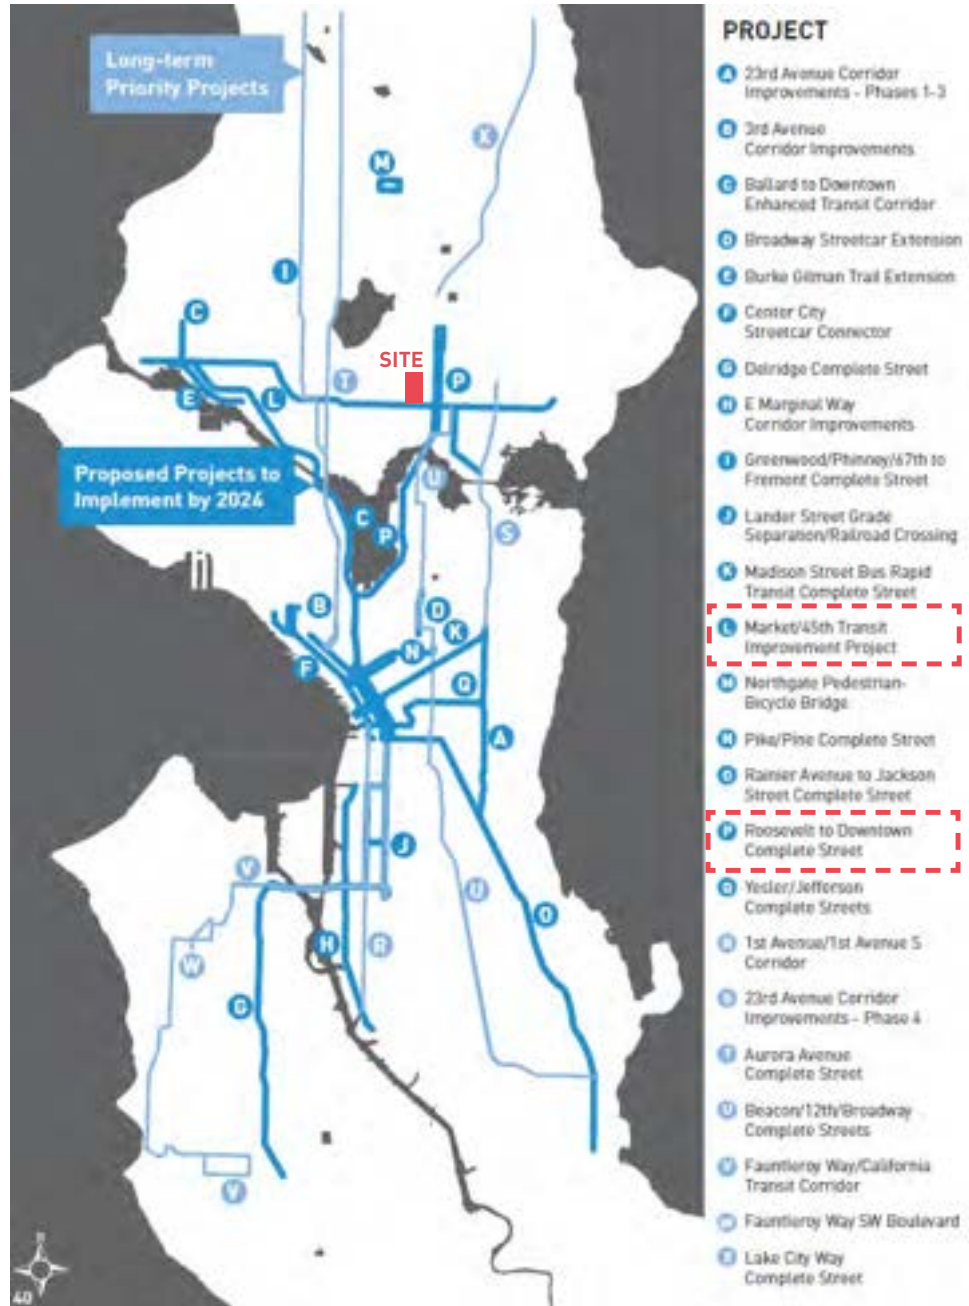 Long-term
Priority Projects
X
M
I
C
SITE
T
P
E
L
Proposed Projects to
Implement by 2024
U
C
P
S
B
D
K
N
F
Q
A
J
V
U
O
H
R
W
G
V
N
40
PROJECT
A 23rd Avenue Corridor
Improvements - Phases 1-3
B 3rd Avenue
Corridor Improvements
C Ballard to Downtown
Enhanced Transit Corridor
D Broadway Streetcar Extension
E Burke Gilman Trail Extension
F Center City
Streetcar Connector
G Delridge Complete Street
H E Marginal Way
Corridor Improvements
I Greenwood/Phinney/67th to
Fremont Complete Street
J Lander Street Grade
Separation/Railroad Crossing
K Madison Street Bus Rapid
Transit Complete Street
L Market/45th Transit
Improvement Project
M Northgate Pedestrian-
Bicycle Bridge
N Pike/Pine Complete Street
O Rainier Avenue to Jackson
Street Complete Street
P Roosevelt to Downtown
Complete Street
Q Yesler/Jefferson
Complete Streets
R 1st Avenue/1st Avenue S
Corridor
S 23rd Avenue Corridor
Improvements - Phase 4
T Aurora Avenue
Complete Street
U Beacon/12th/Broadway
Complete Streets
V Fauntleroy Way/California
Transit Corridor
W Fauntleroy Way SW Boulevard
X Lake City Way
Complete Street